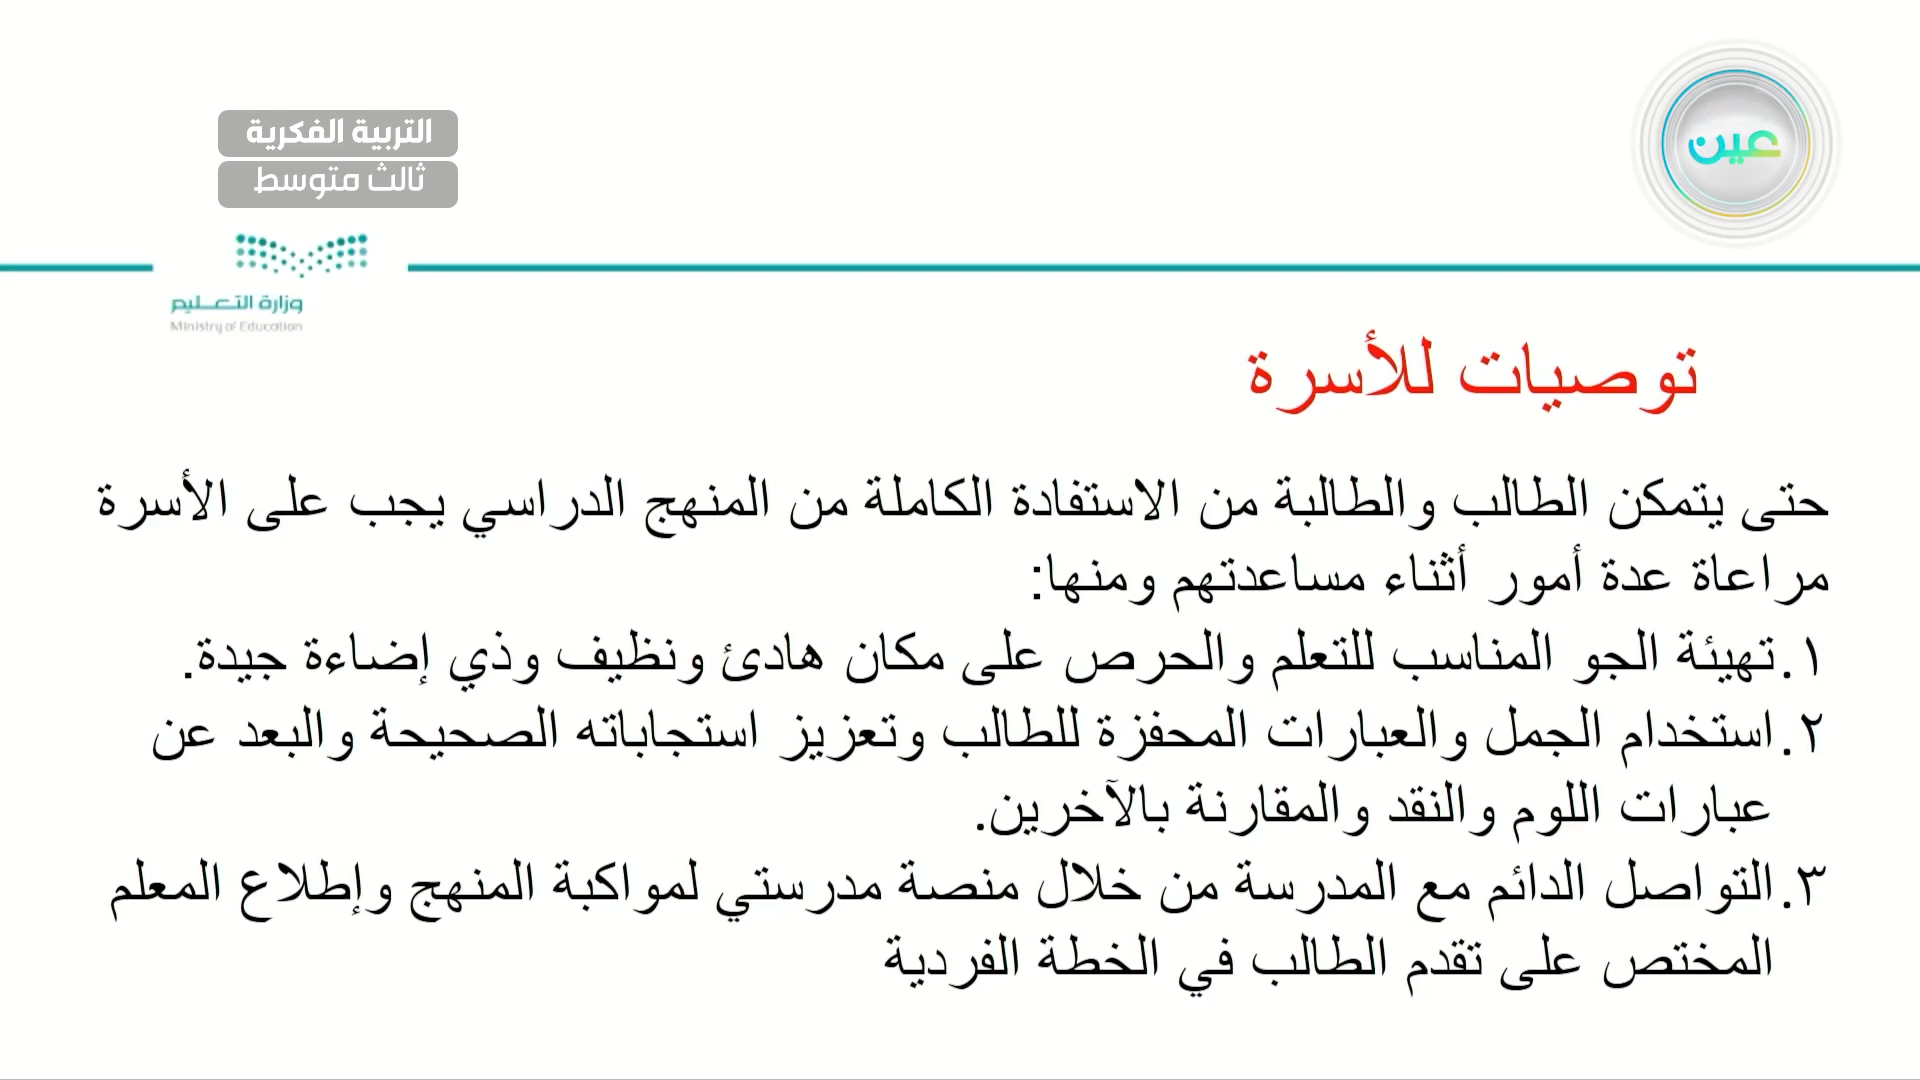 التربية الفكرية
ثالث متوسط
عين
وزارة التعليم
Ministry of Education
توصيات للأسرة
حتى يتمكن الطالب والطالبة من الاستفادة الكاملة من المنهج الدراسي يجب على الأسرة
مراعاة عدة أمور أثناء مساعدتهم ومنها:
١.تهيئة الجو المناسب للتعلم والحرص على مكان هادئ ونظيف وذي إضاءة جيدة.
٢.استخدام الجمل والعبارات المحفزة للطالب وتعزيز استجاباته الصحيحة والبعد عن
عبارات اللوم والنقد والمقارنة بالآخرين.
٣.التواصل الدائم مع المدرسة من خلال منصة مدرستي لمواكبة المنهج وإطلاع المعلم
المختص على تقدم الطالب في الخطة الفردية